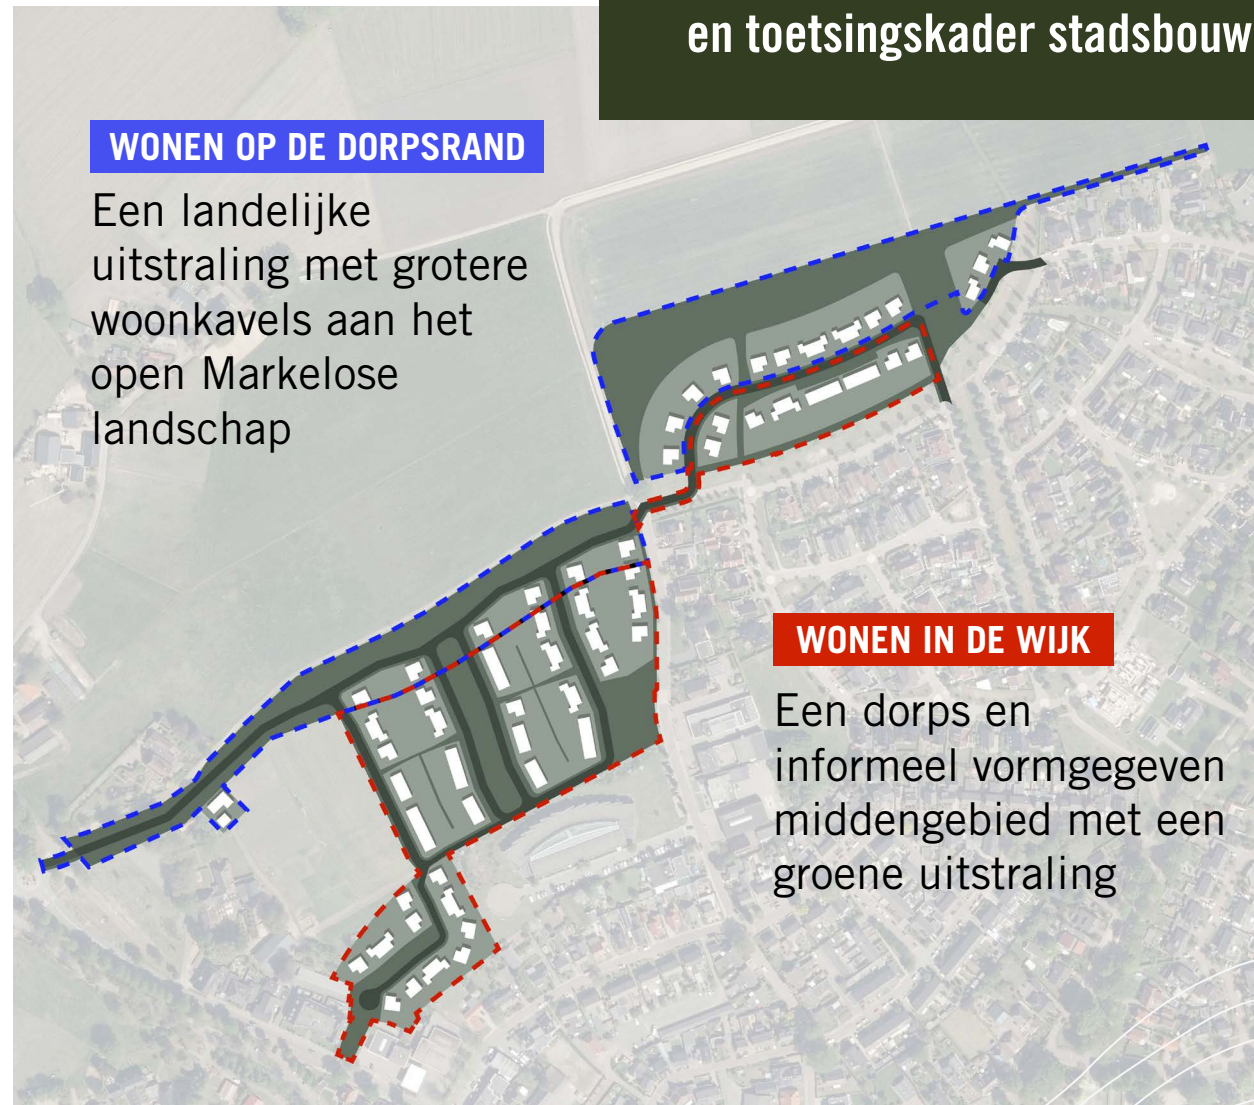 en toetsingskader stadsbouw
WONEN OP DE DORPSRAND
Een landelijke
uitstraling met grotere
woonkavels aan het
open Markelose
landschap
WONEN IN DE WIJK
Een dorps en
informeel vormgegeven
middengebied met een
groene uitstraling